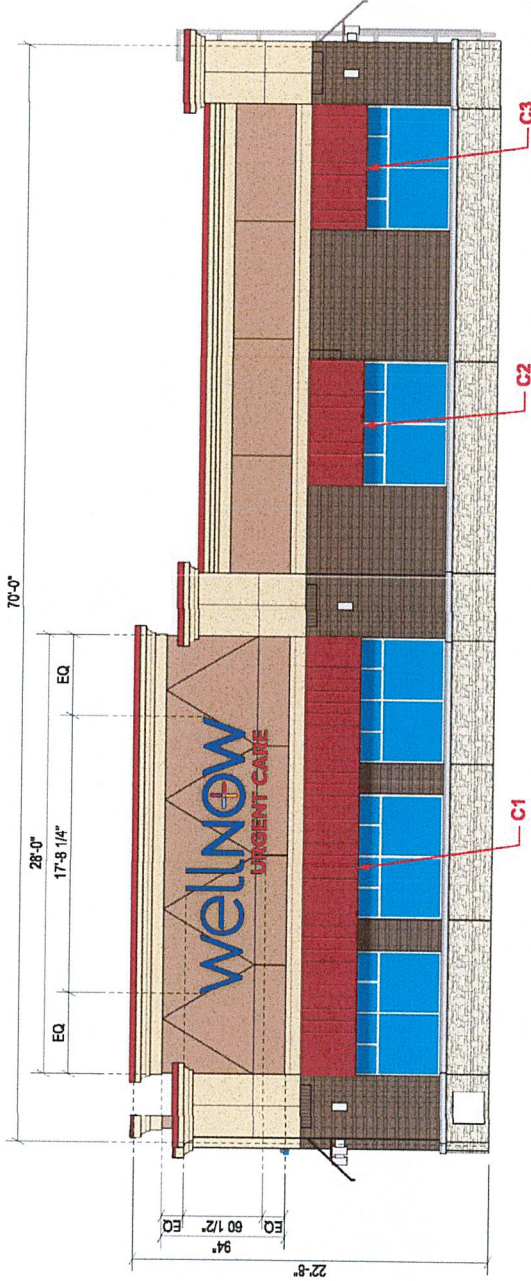 70'-0"
28'-0"
EQ
17'-8 1/4"
EQ
wellnow
URGENT CARE
EQ
60 1/2"
EQ
94"
22'-8"
C1
C2
C3